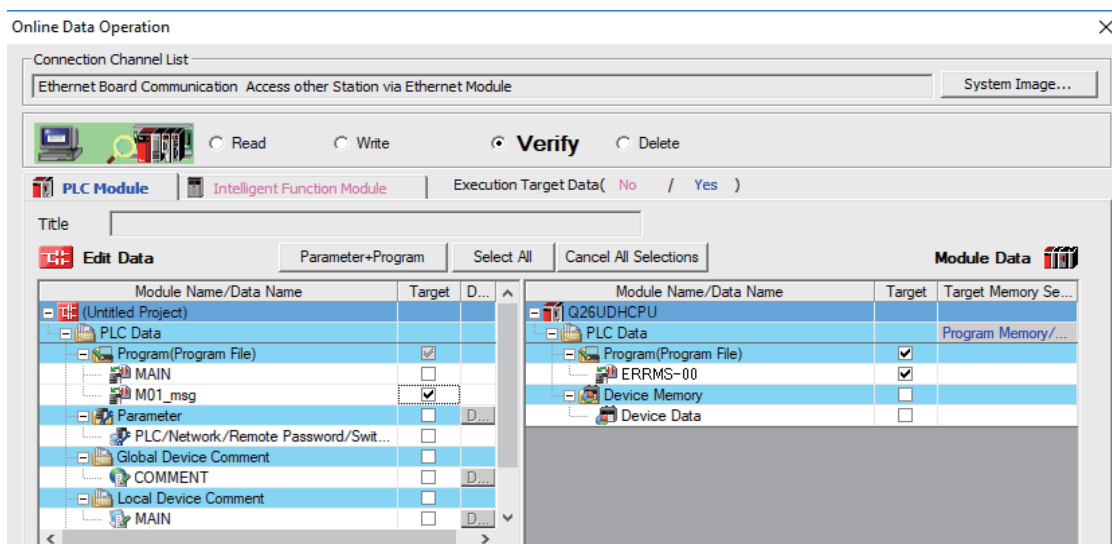 Online Data Operation
Connection Channel List
Ethernet Board Communication Access other Station via Ethernet Module
System Image...
Read Write Verify Delete
PLC Module Intelligent Function Module Execution Target Data( No / Yes )
Title
Edit Data Parameter+Program Select All Cancel All Selections Module Data
Module Name/Data Name Target D... Module Name/Data Name Target Target Memory Se...
(Untitled Project) Q26UDHCPU
PLC Data PLC Data Program Memory/...
Program(Program File) Program(Program File)
MAIN ERRMS-00
M01_msg Device Memory
Parameter D... Device Data
PLC/Network/Remote Password/Swit...
Global Device Comment
COMMENT D...
Local Device Comment
MAIN D...